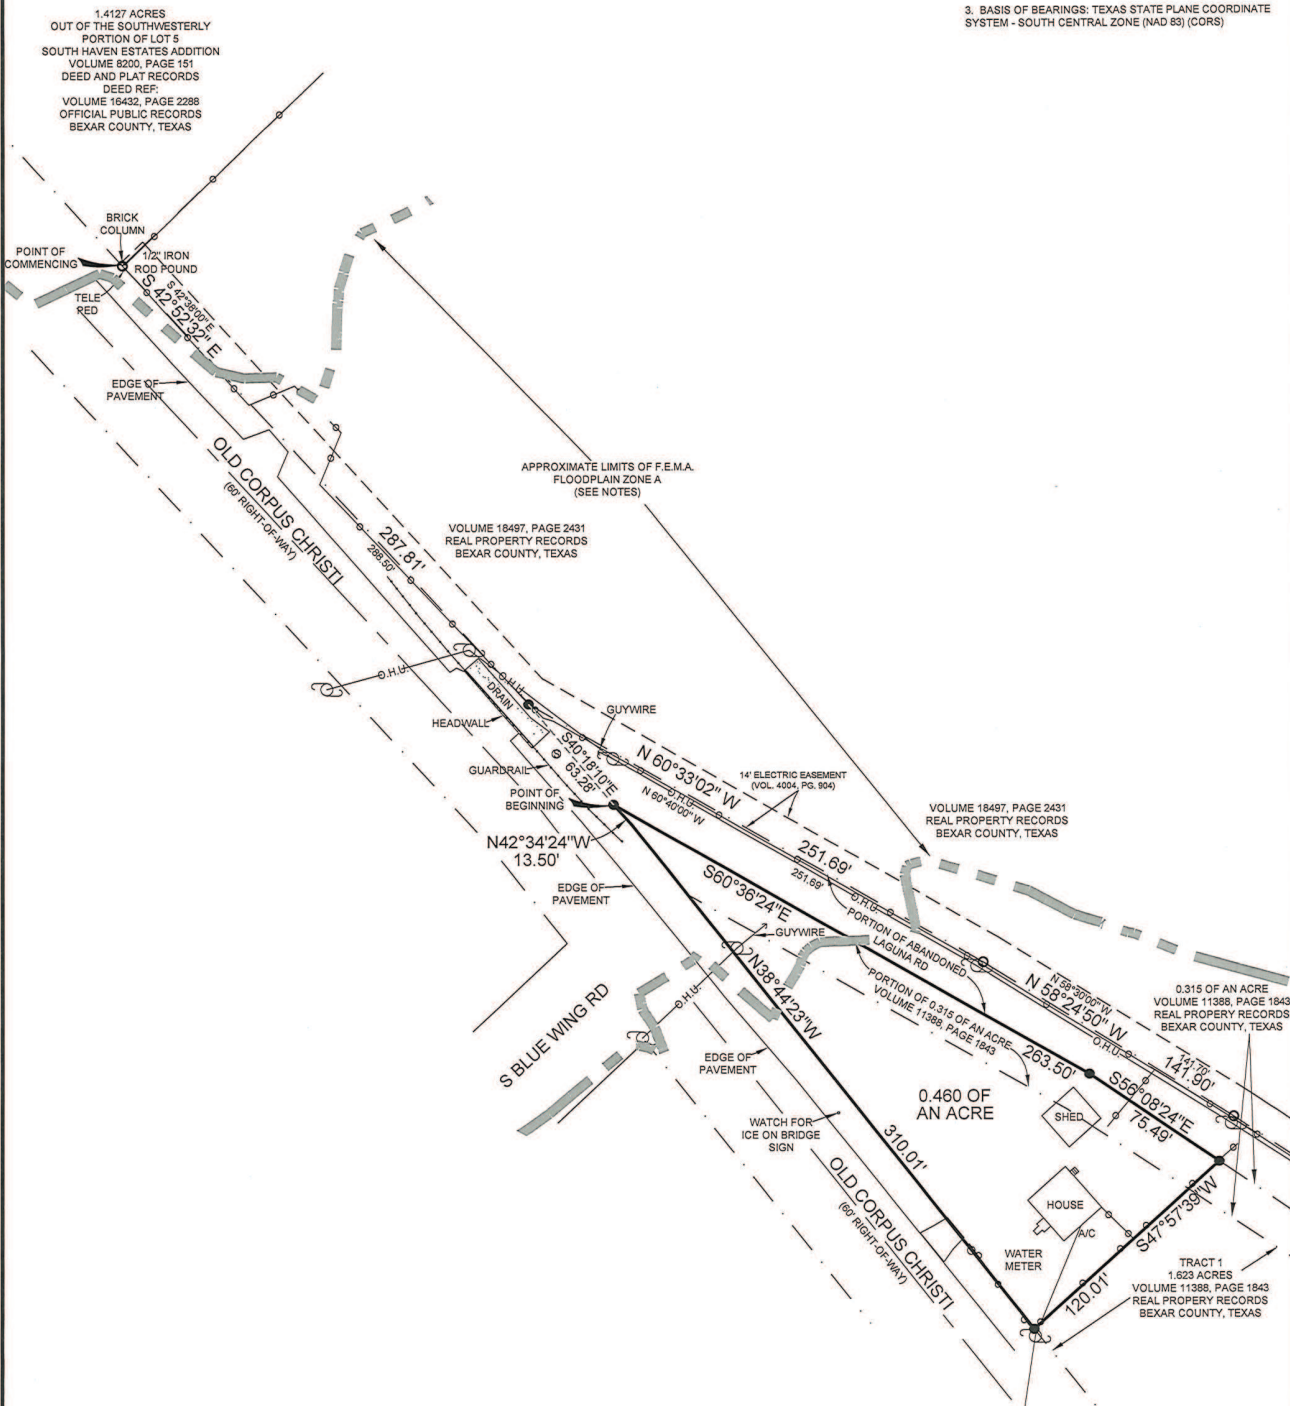 1.4127 ACRES
OUT OF THE SOUTHWESTERLY
PORTION OF LOT 5
SOUTH HAVEN ESTATES ADDITION
VOLUME 8200, PAGE 151
DEED AND PLAT RECORDS
DEED REF:
VOLUME 16432, PAGE 2288
OFFICIAL PUBLIC RECORDS
BEXAR COUNTY, TEXAS
3. BASIS OF BEARINGS: TEXAS STATE PLANE COORDINATE
SYSTEM - SOUTH CENTRAL ZONE (NAD 83) (CORS)
BRICK
COLUMN
POINT OF
COMMENCING
1/2" IRON
ROD FOUND
TELE
RED
S 42°38'00" E
S 42°52'32" E
EDGE OF
PAVEMENT
OLD CORPUS CHRISTI
(60' RIGHT-OF-WAY)
APPROXIMATE LIMITS OF F.E.M.A.
FLOODPLAIN ZONE A
(SEE NOTES)
287.81'
288.50'
VOLUME 18497, PAGE 2431
REAL PROPERTY RECORDS
BEXAR COUNTY, TEXAS
O.H.U.
O.H.U.
DRAIN
HEADWALL
GUYWIRE
GUARDRAIL
S40°18'10"E
63.28'
POINT OF
BEGINNING
N 60°33'02" W
N 60°40'00" W
O.H.U.
14' ELECTRIC EASEMENT
(VOL. 4004, PG. 904)
N42°34'24"W
13.50'
VOLUME 18497, PAGE 2431
REAL PROPERTY RECORDS
BEXAR COUNTY, TEXAS
251.69'
251.69'
S60°36'24"E
O.H.U.
EDGE OF
PAVEMENT
PORTION OF ABANDONED
LAGUNA RD
GUYWIRE
N38°44'23"W
PORTION OF 0.315 OF AN ACRE
VOLUME 11388, PAGE 1843
N 58°30'00" W
N 58°24'50" W
0.315 OF AN ACRE
VOLUME 11388, PAGE 1843
REAL PROPERTY RECORDS
BEXAR COUNTY, TEXAS
O.H.U.
S BLUE WING RD
O.H.U.
141.70'
141.90'
263.50'
EDGE OF
PAVEMENT
0.460 OF
AN ACRE
S56°08'24"E
75.49'
SHED
WATCH FOR
ICE ON BRIDGE
SIGN
310.01'
OLD CORPUS CHRISTI
(60' RIGHT-OF-WAY)
HOUSE
A/C
S47°57'39"W
WATER
METER
120.01'
TRACT 1
1.623 ACRES
VOLUME 11388, PAGE 1843
REAL PROPERY RECORDS
BEXAR COUNTY, TEXAS